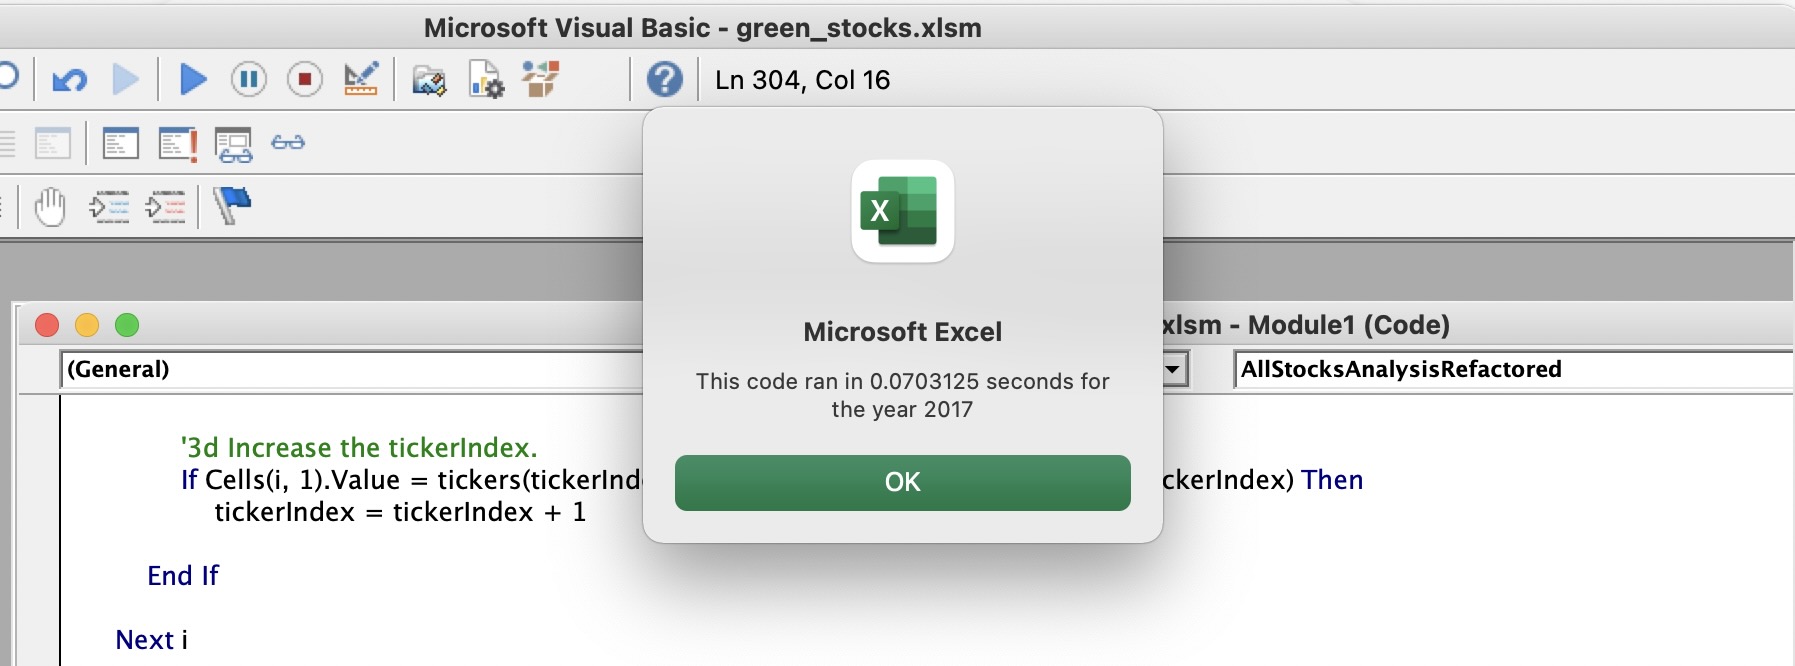 Microsoft Visual Basic - green_stocks.xlsm
Ln 304, Col 16
X
Microsoft Excel
This code ran in 0.0703125 seconds for
the year 2017
OK
xlsm - Module1 (Code)
(General)
AllStocksAnalysisRefactored
'3d Increase the tickerIndex.
If Cells(i, 1).Value = tickers(tickerInd ckerIndex) Then
tickerIndex = tickerIndex + 1
End If
Next i